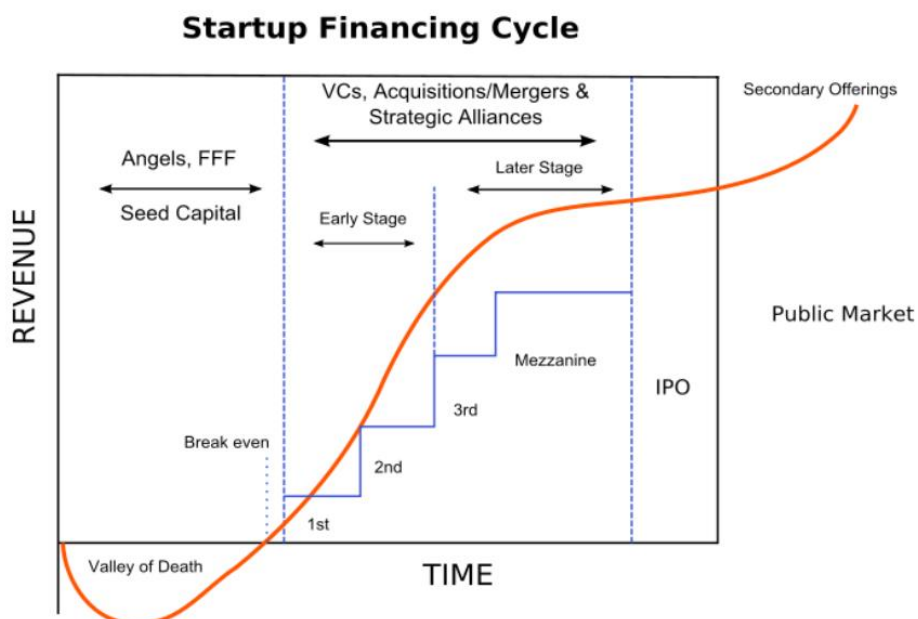 Startup Financing Cycle
VCs, Acquisitions/Mergers &
Strategic Alliances
Secondary Offerings
Angels, FFF
Later Stage
Seed Capital
Early Stage
REVENUE
Public Market
Mezzanine
IPO
3rd
Break even
2nd
1st
Valley of Death
TIME